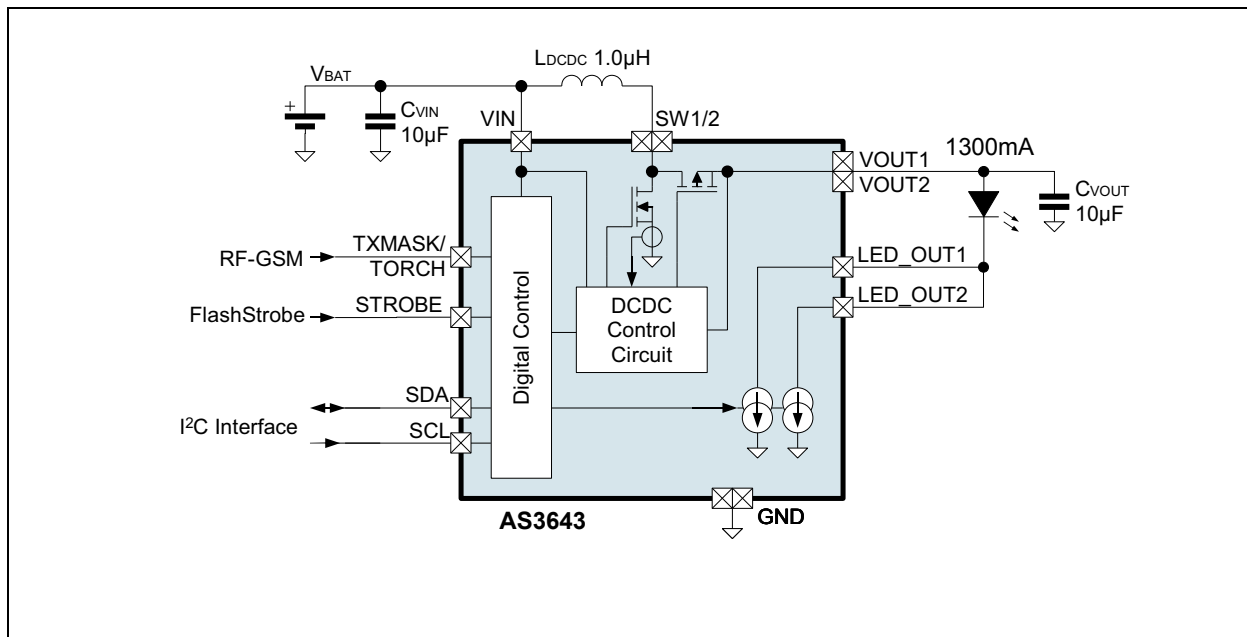 LDCDC 1.0µH
VBAT
+
CVIN
10µF
VIN
SW1/2
1300mA
VOUT1
VOUT2
CVOUT
10µF
RF-GSM
TXMASK/
TORCH
LED_OUT1
LED_OUT2
FlashStrobe
STROBE
Digital Control
DCDC
Control
Circuit
SDA
I²C Interface
SCL
AS3643
GND